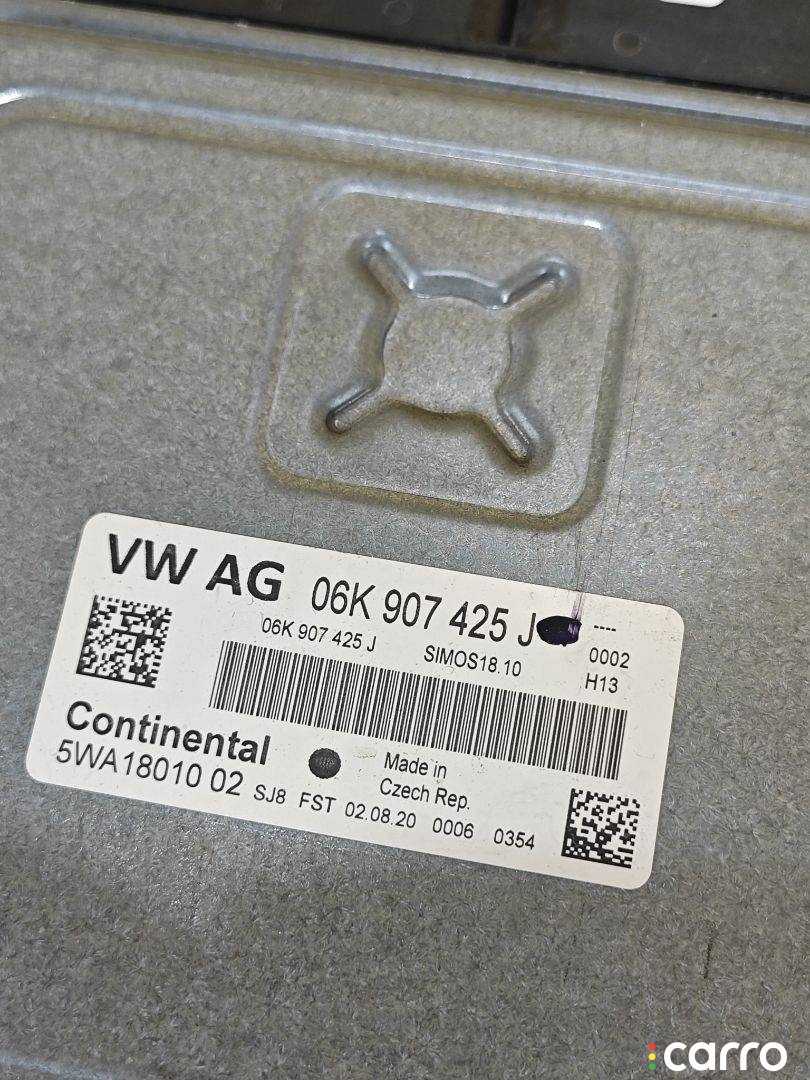 VW AG 06K 907 425 J ----
06K 907 425 J SIMOS18.10 0002
H13
Continental
5WA18010 02 SJ8 FST 02.08.20 0006 0354
Made in
Czech Rep.
carro